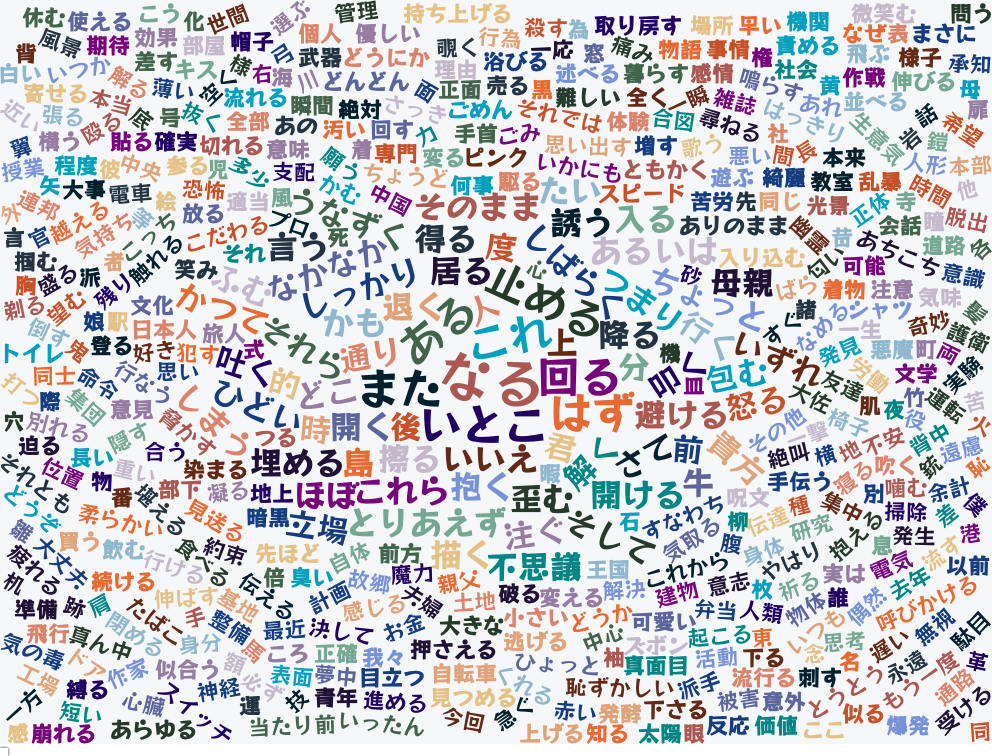 休む 使える こう 化 世間 選ぶ 管理 持ち上げる 殺す 為 取り戻す 場所 早い 機関 微笑む 問う
背 風景 期待 効果 部屋 帽子 呂 個人 優しい 覗く 行為 一応 窓 痛み 物語 事情 権 責める なぜ 表 まさに
白い いつか 差す キス 様 右 海 武器 どうにか 理由 浴びる 述べる 暮らす 感情 鳴らす 社会 飛ぶ 様子 承知
寄せる 解る 薄い 空 流れる 川 どんどん 面 正面 売る 黒 難しい 全く 一瞬 雑誌 黄 作戦 伸びる 母
近い 張る 本当 底 号 抜く 瞬間 絶対 さっき ごめん それでは 合図 尋ねる はっきり あれ 並べる 扉
翼 構う 殴る 貼る 確実 切れる 全部 あの 汚い 回す 力 手首 ごみ 体験 歌う 社 生意気 岩 話 鎧 希望
授業 程度 彼 中央 参る 児 多少 意味 願う 着 専門 変る ピンク 思い出す 増す 悪い 間 長 本来 人形 本部
矢 大事 電車 絵 恐怖 適当 支配 かむ ちょうど 何事 駆る いかにも ともかく 遊ぶ 綺麗 教室 乱暴 時間 他
外 連邦 越える 放る 風 プロ うなずく 中国 そのまま たい スピード 苦労 先 同じ 光景 正体 寺 瞳 脱出
言 官 気持ち 髪 こっち こだわる 死 得る 度 誘う 入る ありのまま 幽霊 昔 会話 道路 各
掴む 者 触れる それ 言う なかなか 居る 心 しばらく あるいは 入り込む 匂い あちこち 意識
胸 盛る 派 残り 笑み ふむ しっかり 止める つまり ちょっと 砂 母親 ばら 可能 着物 注意 気味
剃る 望む 文化 かつて 退く 人 降る 行く すぐ 諸 なめる シャツ 奇妙 髪
倒す 娘 駅 日本人 旅人 それら かも ある これ 上 機 いずれ 発見 一生 悪魔 町 両 護衛
トイレ 鬼 登る 好き 犯す 吐く 式 通り なる 回る 分 叩く 皿 包む 友達 労働 文学 実験
打つ 同士 命令 行なう 思い ひどい 的 どこ また はず 避ける 怒る 大佐 肌 夜 竹 運転 苦
穴 際 集団 意見 脅かす しまう 時 開く 後 いとこ 君 さて 前 貴方 その他 一撃 椅子 役 背中 火
迫る 別れる 隠す つる 埋める 島 擦る いいえ 解く 絶叫 横 地 不安 遠慮 恥
それとも 位置 長い 重い 合う 染まる 地上 ほぼ これら 抱く 暇 歪む 開ける 牛 手伝う 寝る 吹く 銃
どうぞ 物 番 堪える 部下 凝る 暗黒 立場 とりあえず 注ぐ そして 石 すなわち 呪文 種 集中 別 噛む 余計 僕
雛 柔らかい 見送る 先ほど 自体 前方 描く 不思議 気取る 柳 伝達 研究 抱える 掃除 差 港
疲れる 大丈夫 買う 飲む 食べる 約束 倍 臭い 故郷 魔力 王国 これから 腹 身体 やはり 息 発生 流す
机 続ける 行ける 伝える 計画 夫婦 親父 破る 変える 解決 建物 意志 枚 祈る 実は 電気 去年 以前
準備 跡 肩 たばこ 伸ばす 基地 感じる 土地 小さい どうか 可愛い 弁当 人類 物体 誰 偶然 呼びかける
飛行 真ん中 閉める 手 整備 最近 決して お金 大きな 逃げる 中心 ズボン 起こる 東 いつも 思考 遅い 無視 駄目
気の毒 ドア 身分 馬 ころ 正確 我々 押さえる ひょっと 袖 真面目 活動 下る 念 名 永遠 革
工場 縛る 作家 似合う 額 必ず 表面 夢中 目立つ 自転車 くれる 恥ずかしい 派手 流行る 刺す とうとう もう一度 通路
一方 短い 心臓 スイッチ 神経 運 技 青年 進める 見つめる 急ぐ 赤い 発酵 下さる 被害 意外 似る 受ける
感 崩れる あらゆる 当たり前 いったん 今回 上げる 知る 太陽 眼 反応 価値 ここ 爆発 同